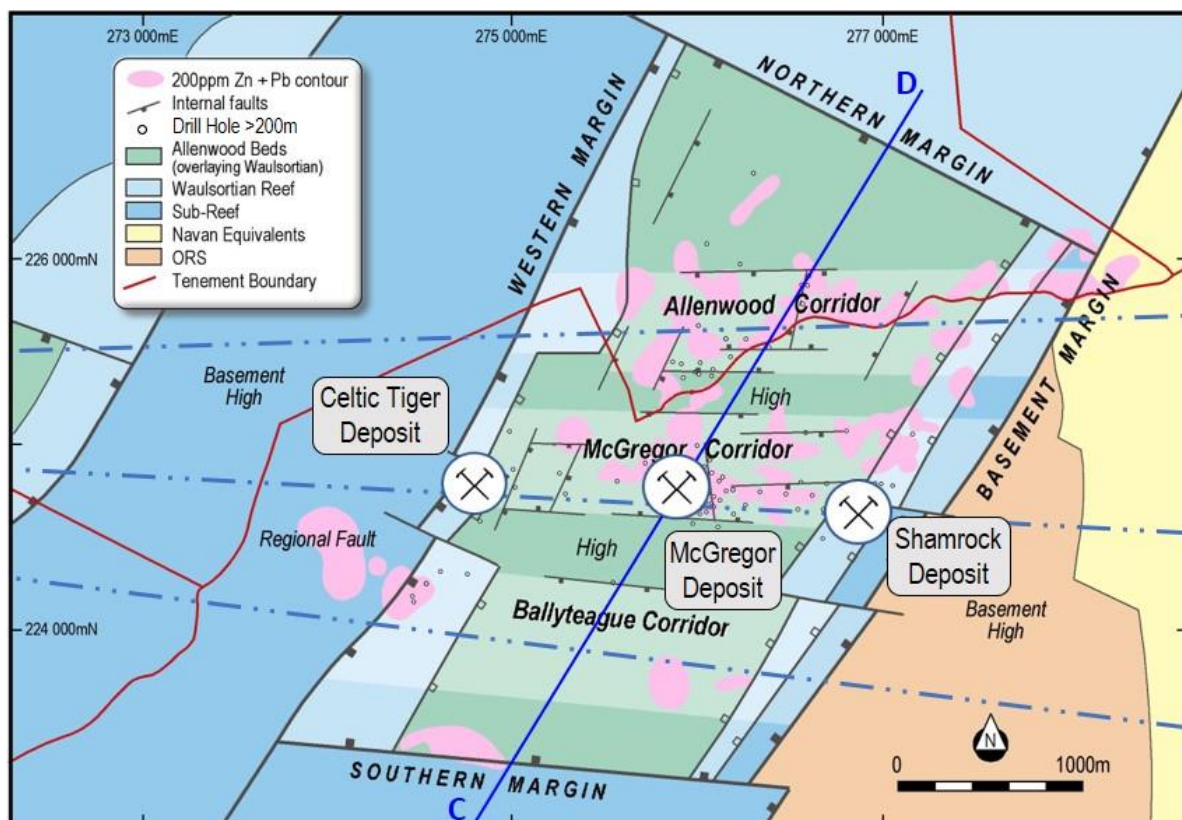 273 000mE
275 000mE
277 000mE
200ppm Zn + Pb contour
Internal faults
Drill Hole >200m
Allenwood Beds
(overlaying Waulsortian)
Waulsortian Reef
Sub-Reef
Navan Equivalents
ORS
Tenement Boundary
WESTERN MARGIN
NORTHERN MARGIN
D
226 000mN
Allenwood Corridor
BASEMENT MARGIN
Basement
High
High
Celtic Tiger
Deposit
McGregor Corridor
Regional Fault
High
McGregor
Deposit
Shamrock
Deposit
Ballyteague Corridor
Basement
High
224 000mN
N
0
1000m
SOUTHERN MARGIN
C